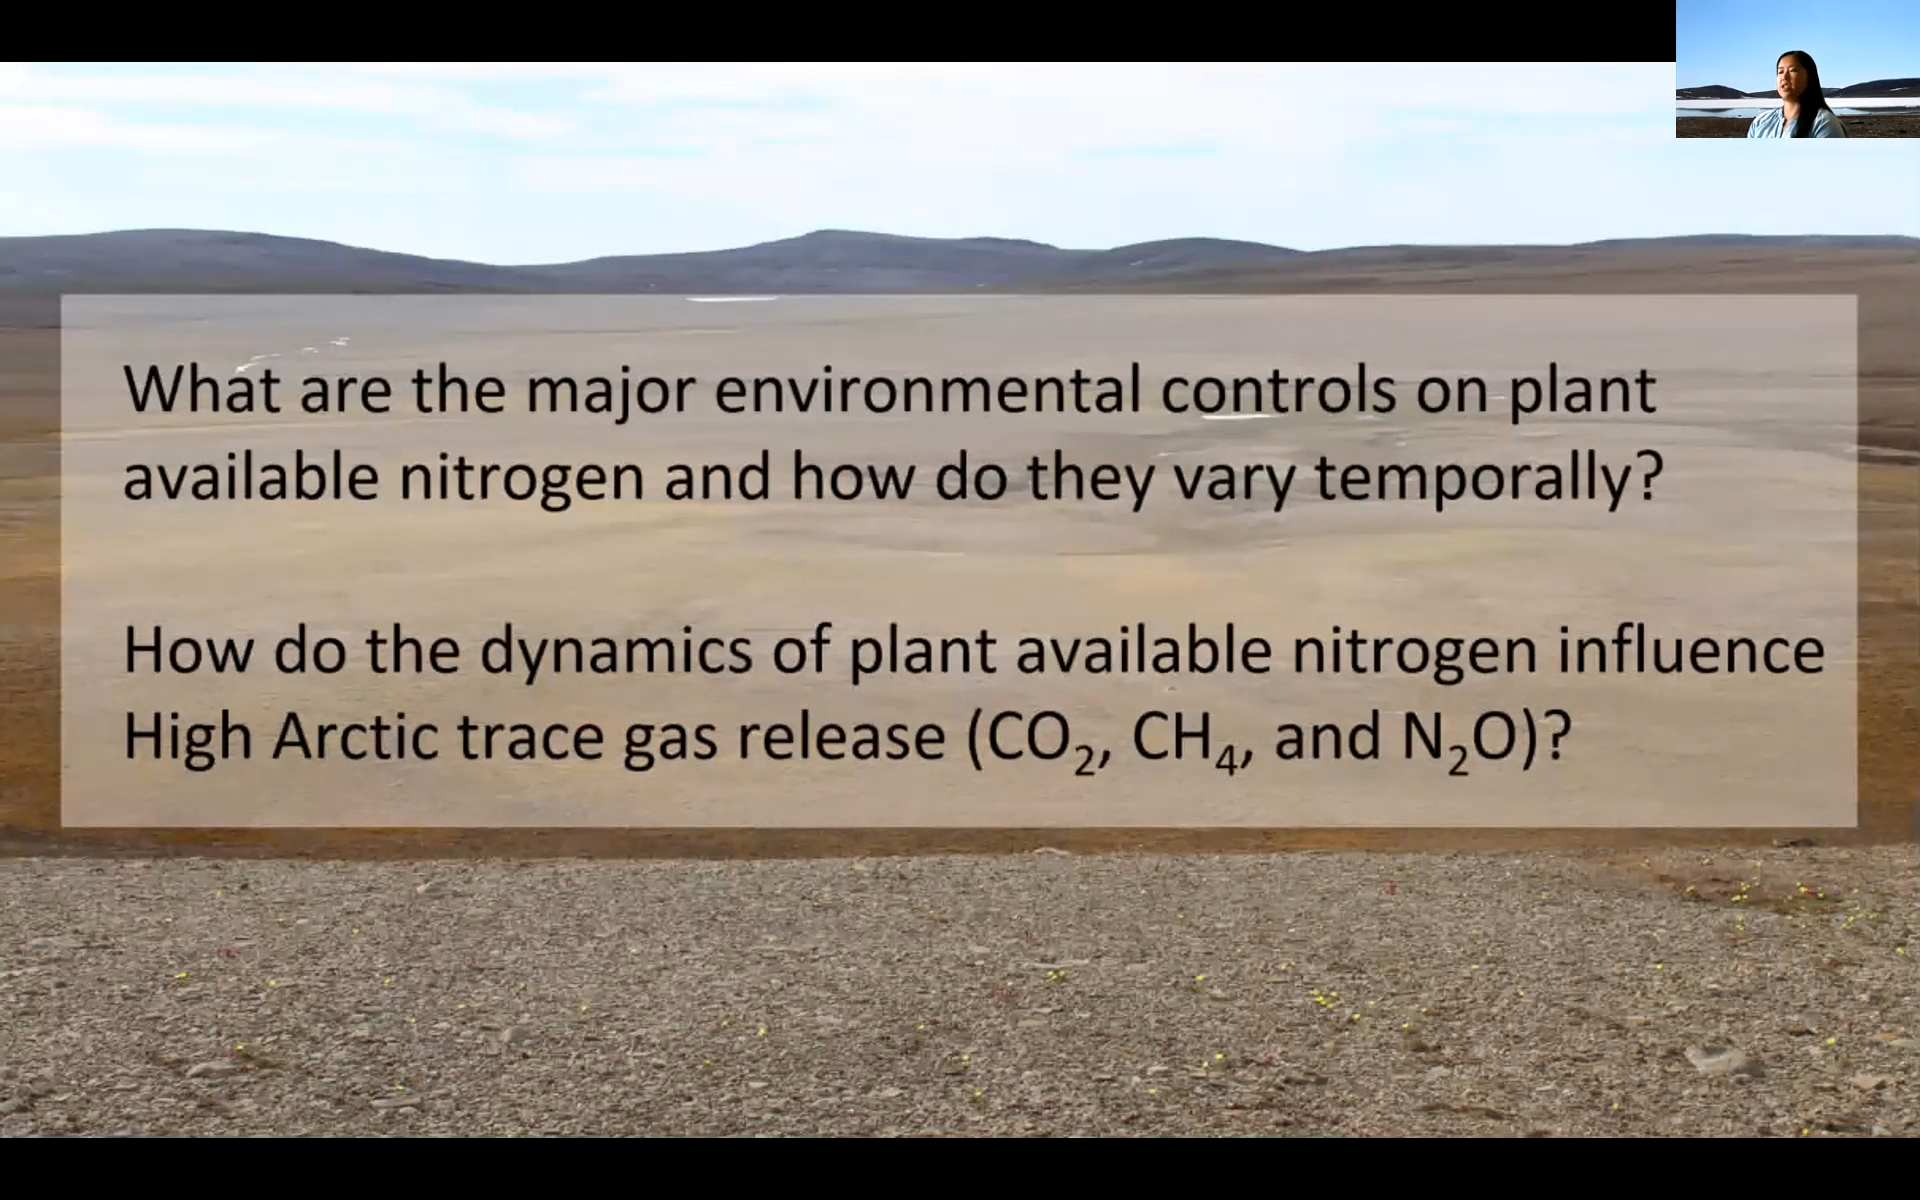 What are the major environmental controls on plant
available nitrogen and how do they vary temporally?
How do the dynamics of plant available nitrogen influence
High Arctic trace gas release (CO₂, CH₄, and N₂O)?